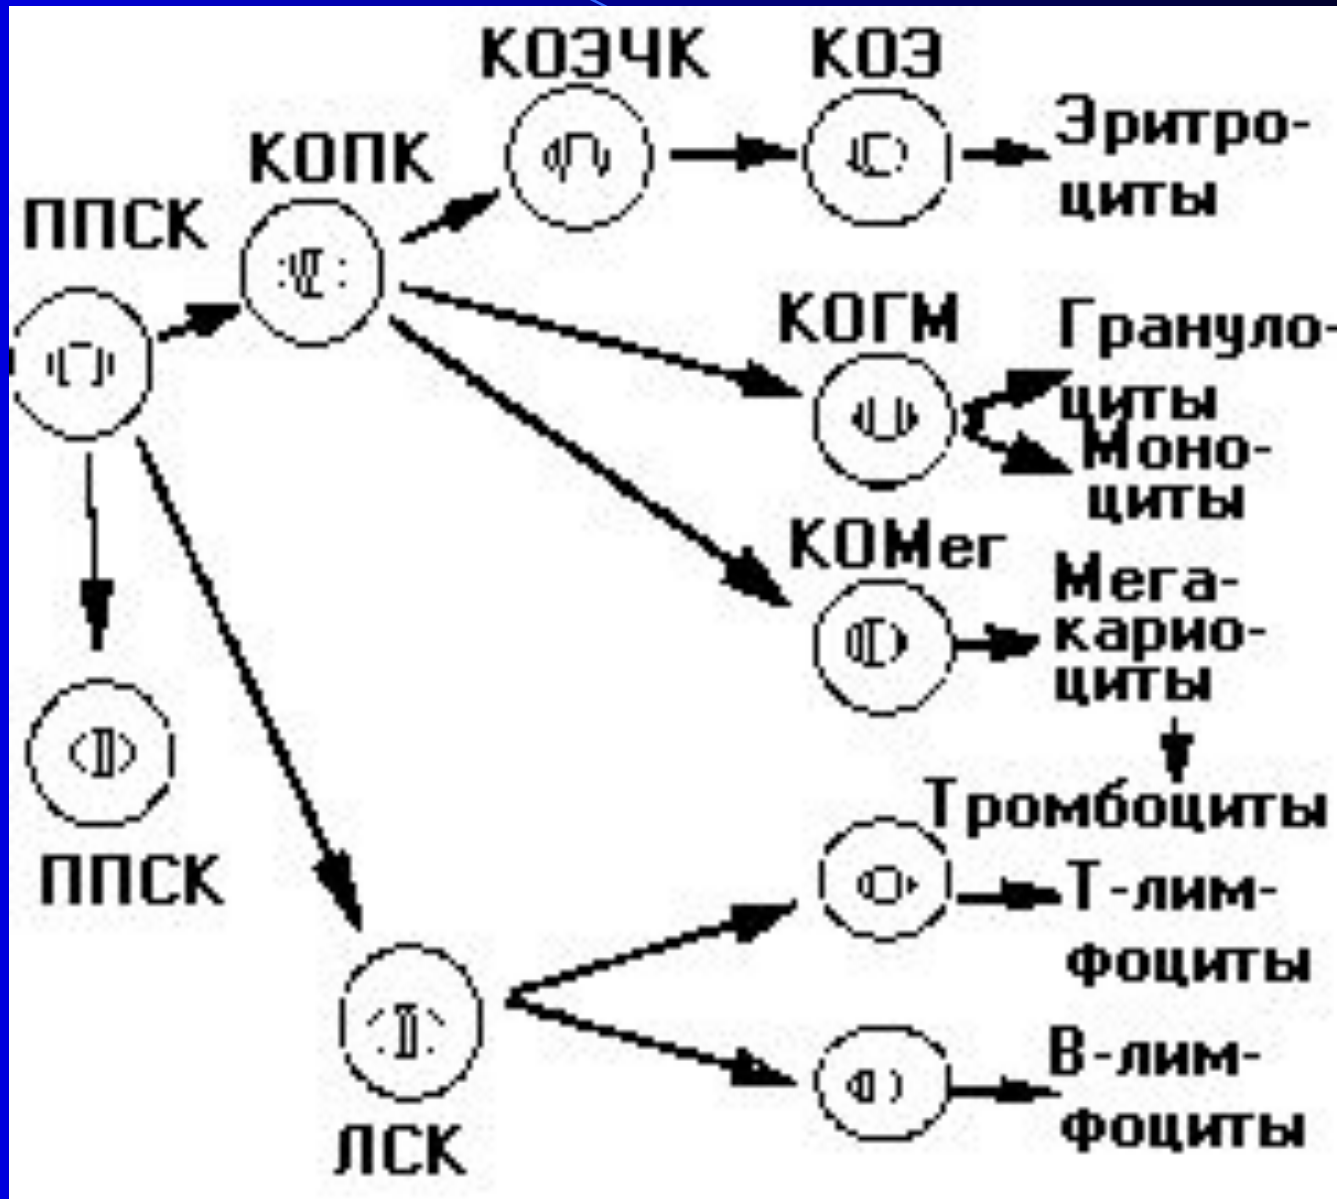 КОЭЧК
КОЭ
Эритро-
циты
КОПК
ППСК
КОГМ
Грануло-
циты
Моно-
циты
КОМег
Мега-
карио-
циты
Тромбоциты
ППСК
Т-лим-
фоциты
В-лим-
фоциты
ЛСК